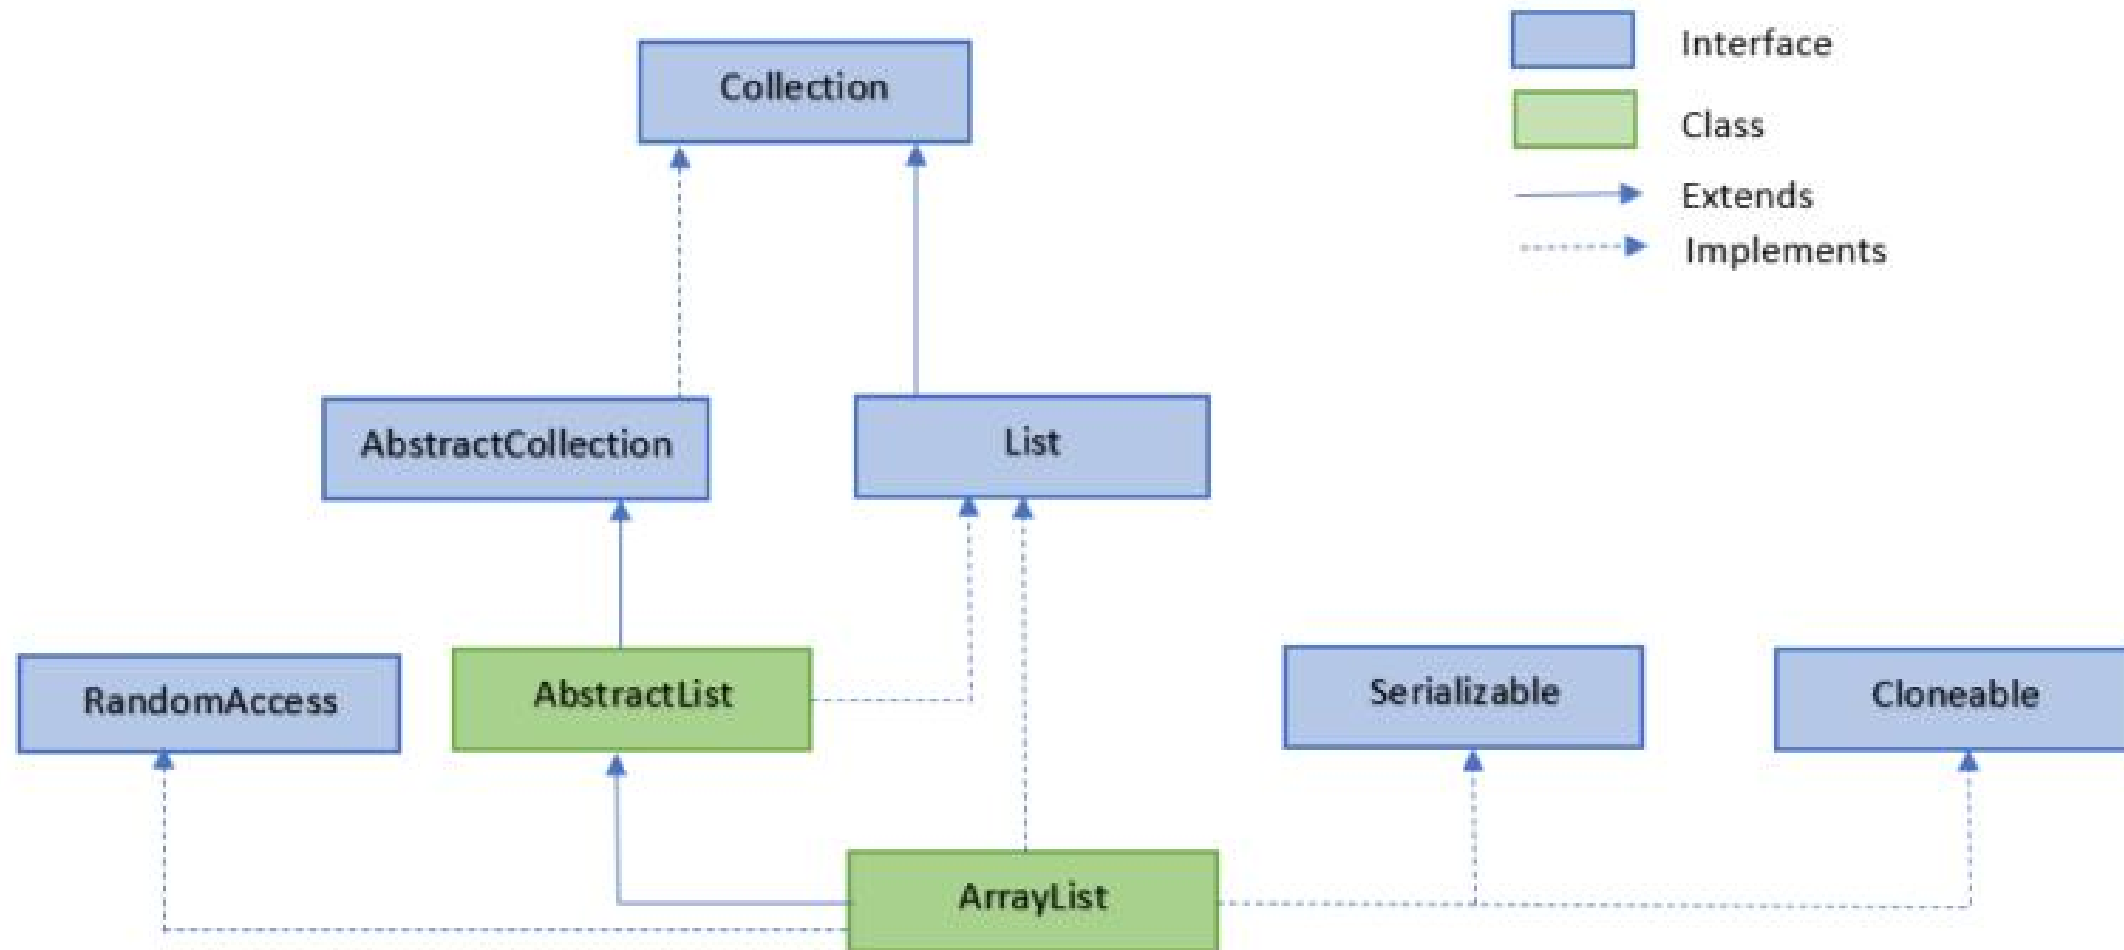 Interface
Collection
Class
Extends
Implements
AbstractCollection
List
RandomAccess
AbstractList
Serializable
Cloneable
ArrayList